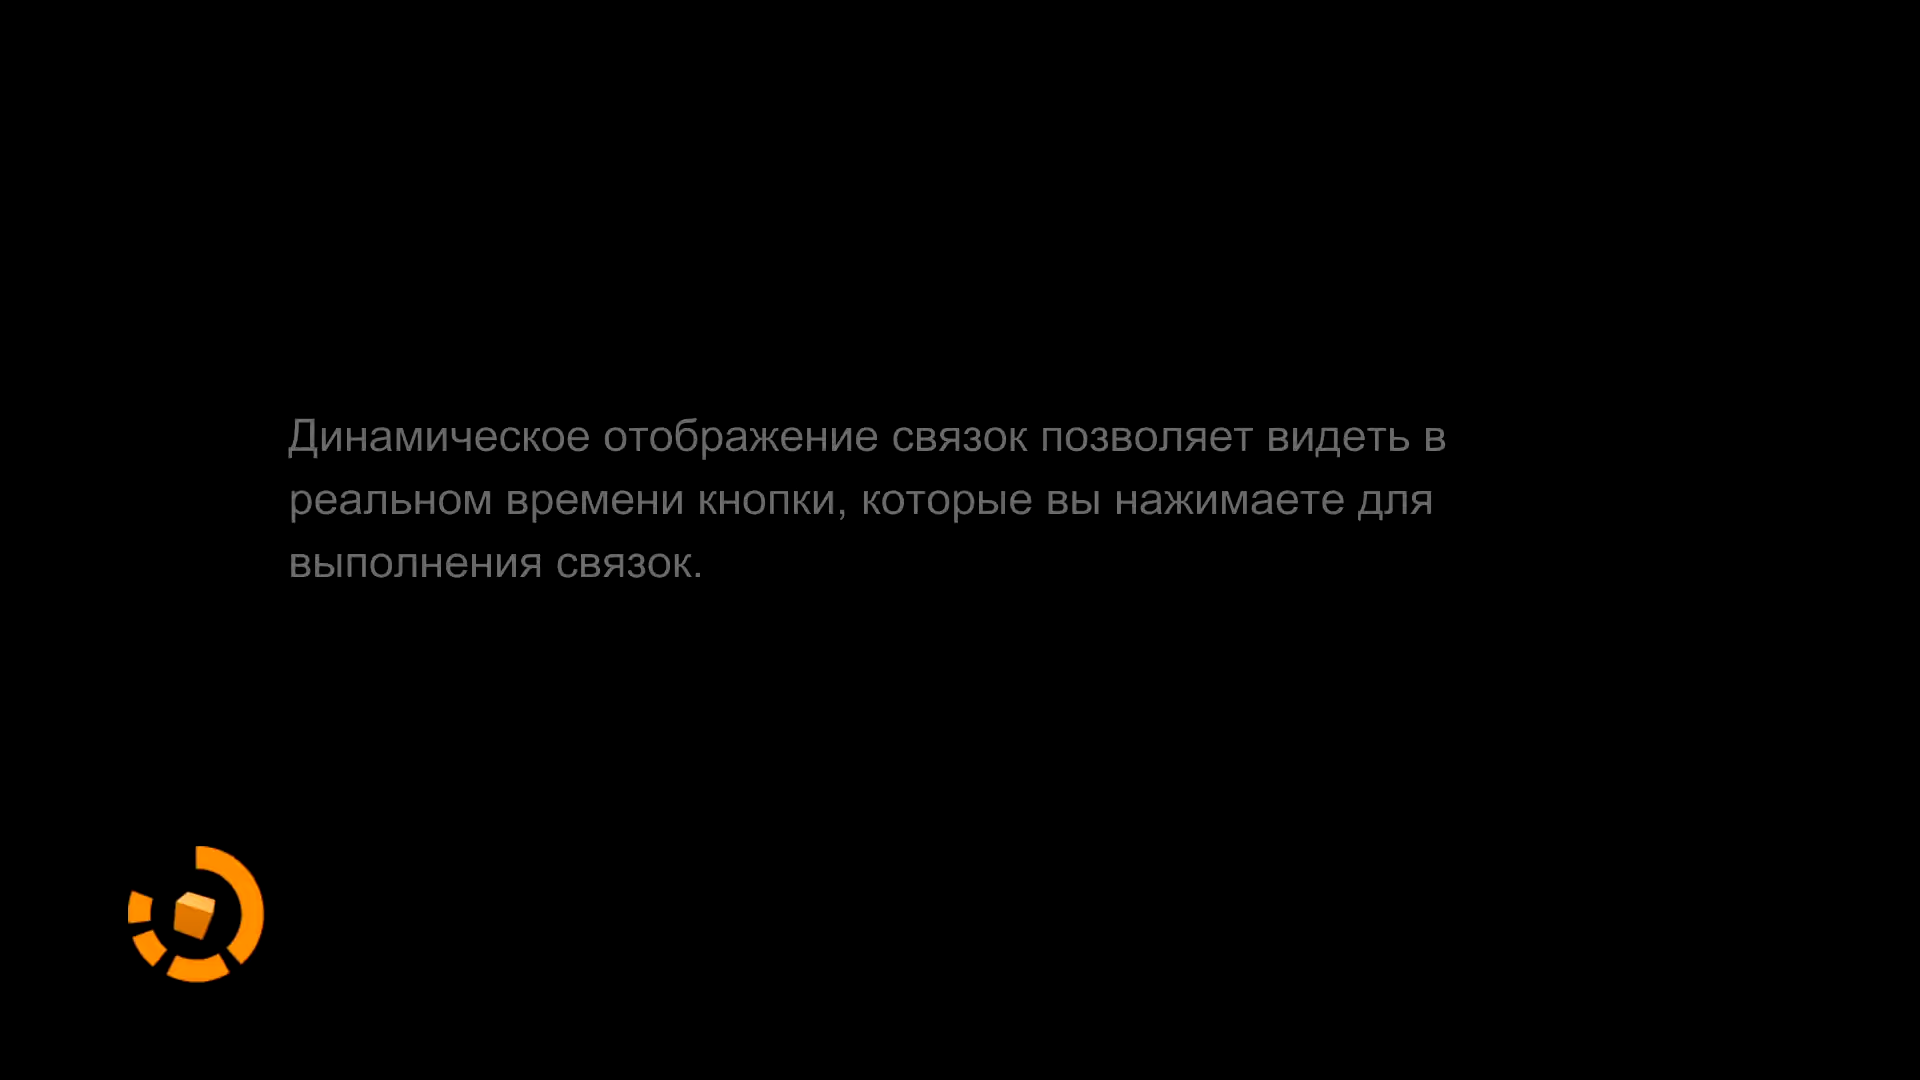 Динамическое отображение связок позволяет видеть в
реальном времени кнопки, которые вы нажимаете для
выполнения связок.